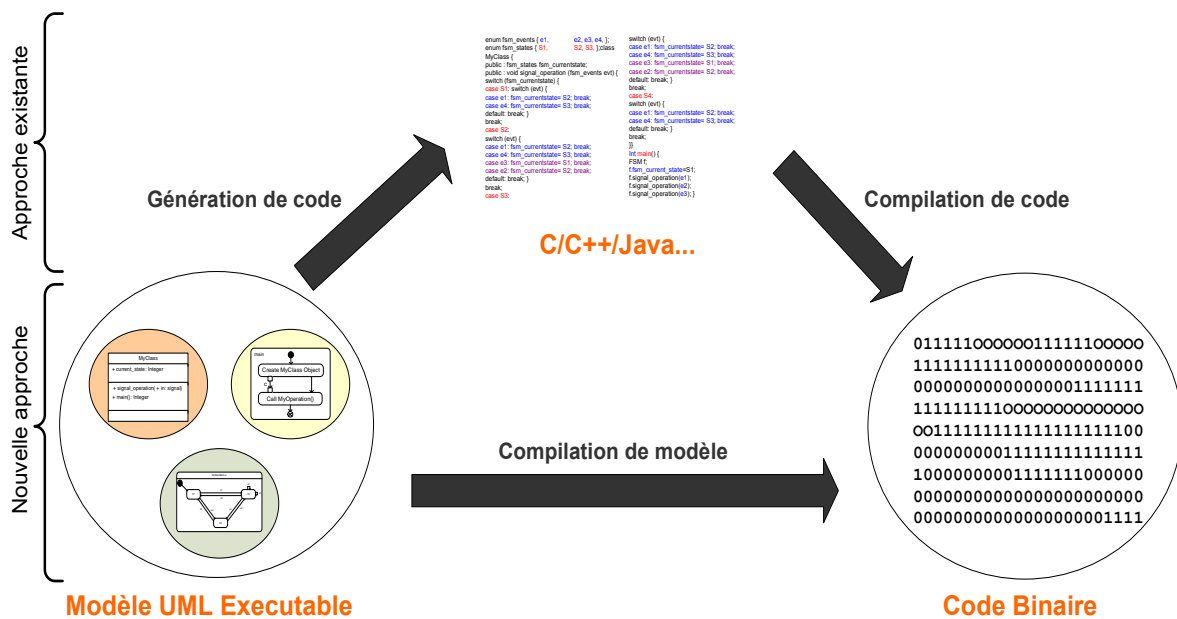 Approche existante
enum fsm_events { e1, e2, e3, e4, };
enum fsm_states { S1, S2, S3, };class
MyClass {
public : fsm_states fsm_currentstate;
public : void signal_operation (fsm_events evt) {
switch (fsm_currentstate) {
case S1: switch (evt) {
case e1: fsm_currentstate= S2; break;
case e4: fsm_currentstate= S3; break;
default: break; }
break;
case S2:
switch (evt) {
case e1: fsm_currentstate= S2; break;
case e4: fsm_currentstate= S3; break;
case e3: fsm_currentstate= S1; break;
case e2: fsm_currentstate= S2; break;
default: break; }
break;
case S3:
switch (evt) {
case e1: fsm_currentstate= S2; break;
case e4: fsm_currentstate= S3; break;
case e3: fsm_currentstate= S1; break;
case e2: fsm_currentstate= S2; break;
default: break; }
break;
case S4:
switch (evt) {
case e1: fsm_currentstate= S2; break;
case e4: fsm_currentstate= S3; break;
default: break; }
break;
}}
Int main() {
FSM f;
f.fsm_current_state=S1;
f.signal_operation(e1);
f.signal_operation(e2);
f.signal_operation(e3); }
Génération de code
Compilation de code
C/C++/Java...
Nouvelle approche
MyClass
+ current_state: Integer
+ signal_operation( + in: signal)
+ main(): Integer
main
Create MyClass Object
Call MyOperation()
Compilation de modèle
011111OOOOOO111111OOOOO
11111111110000000000000
00000000000000001111111
111111111OOOOOOOOOOOOOO
OO111111111111111111100
00000000011111111111111
10000000001111111000000
00000000000000000000000
00000000000000000001111
Modèle UML Executable
Code Binaire